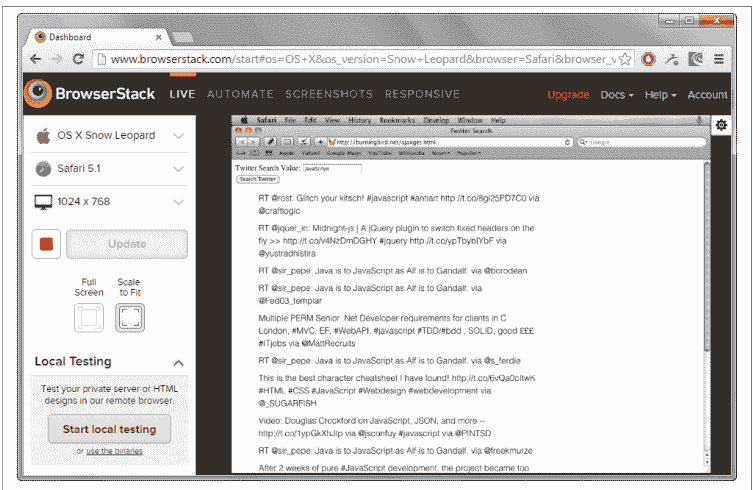 Dashboard
www.browserstack.com/start#os=OS+X&os_version=Snow+Leopard&browser=Safari&browser_v
BrowserStack LIVE AUTOMATE SCREENSHOTS RESPONSIVE Upgrade Docs Help Account
OS X Snow Leopard
Safari 5.1
1024 x 768
Update
Full Screen
Scale to Fit
Local Testing
Test your private server or HTML
designs in our remote browser.
Start local testing
or use the binaries
Safari File Edit View History Bookmarks Develop Window Help
Twitter Search
http://burningbird.net/ajaxget.html
Google
Apple Yahoo! Google Maps YouTube Wikipedia News Popular
Twitter Search Value: JavaScript
Search Twitter
RT @rost: Glitch your kitsch! #javascript #antiart http://t.co/8gi25PD7C0 via
@craftlogic
RT @jquer_in: Midnight-js | A jQuery plugin to switch fixed headers on the
fly >> http://t.co/v4NzDmDGHY #jquery http://t.co/ypTbybIYbF via
@yustradhistira
RT @sir_pepe: Java is to JavaScript as Alf is to Gandalf. via @borodean
RT @sir_pepe: Java is to JavaScript as Alf is to Gandalf. via
@Fed03_templar
Multiple PERM Senior .Net Developer requirements for clients in C
London, #MVC, EF, #WebAPI, #javascript #TDD/#bdd , SOLID, good £££
#ITjobs via @MattRecruits
RT @sir_pepe: Java is to JavaScript as Alf is to Gandalf. via @s_ferdie
This is the best character cheatsheet I have found! http://t.co/6vQa0cItwK
#HTML #CSS #JavaScript #Webdesign #webdevelopment via
@_SUGARFISH
Video: Douglas Crockford on JavaScript, JSON, and more --
http://t.co/1ypGkXhJtp via @jsconfuy #javascript via @PINTSD
RT @sir_pepe: Java is to JavaScript as Alf is to Gandalf. via @freekmurze
After 2 weeks of pure #JavaScript development, the project became too